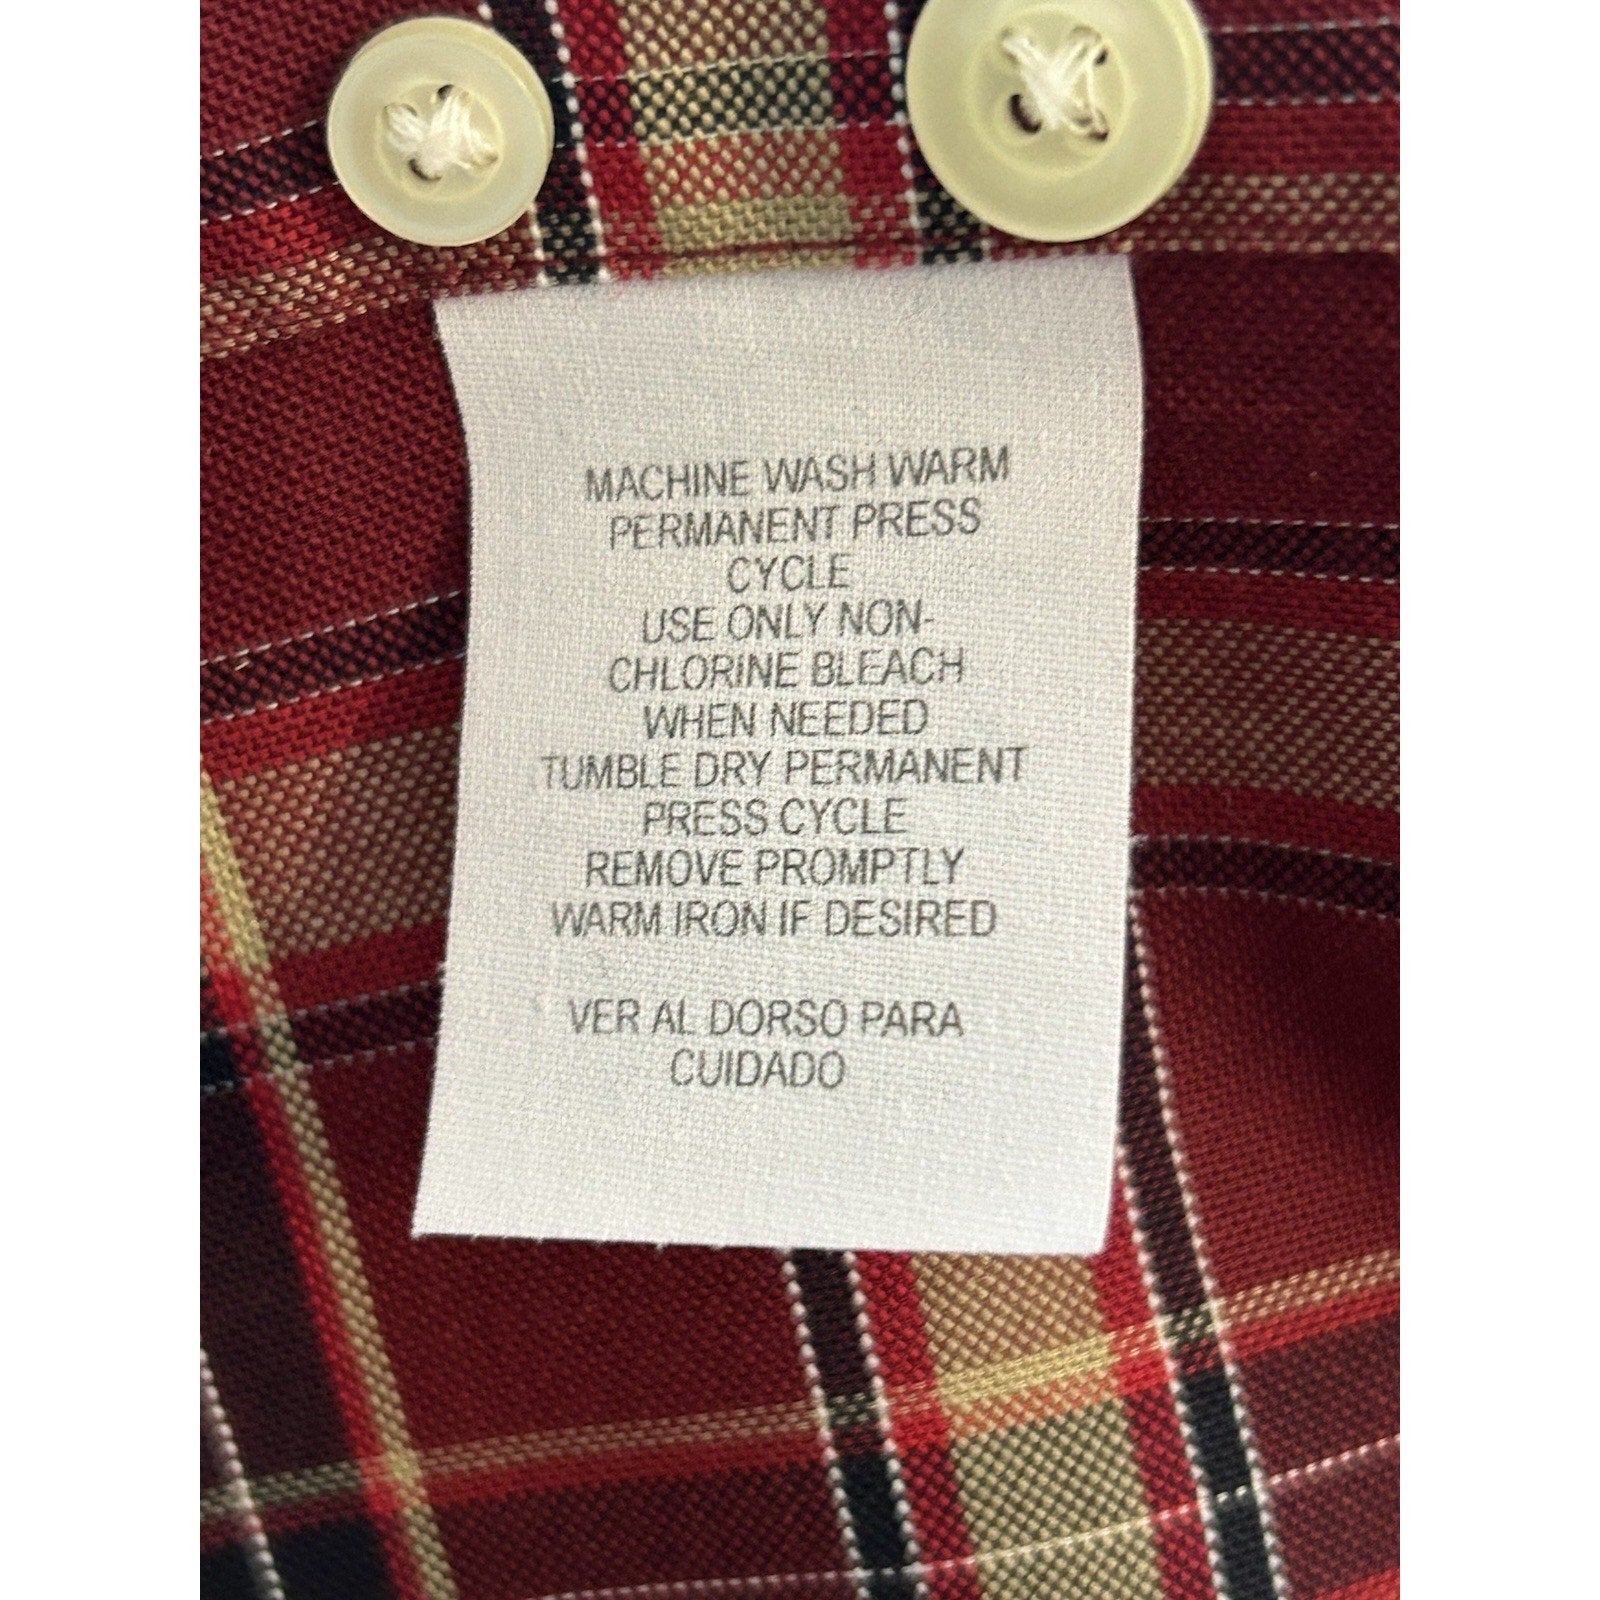 MACHINE WASH WARM
PERMANENT PRESS
CYCLE
USE ONLY NON-
CHLORINE BLEACH
WHEN NEEDED
TUMBLE DRY PERMANENT
PRESS CYCLE
REMOVE PROMPTLY
WARM IRON IF DESIRED
VER AL DORSO PARA
CUIDADO